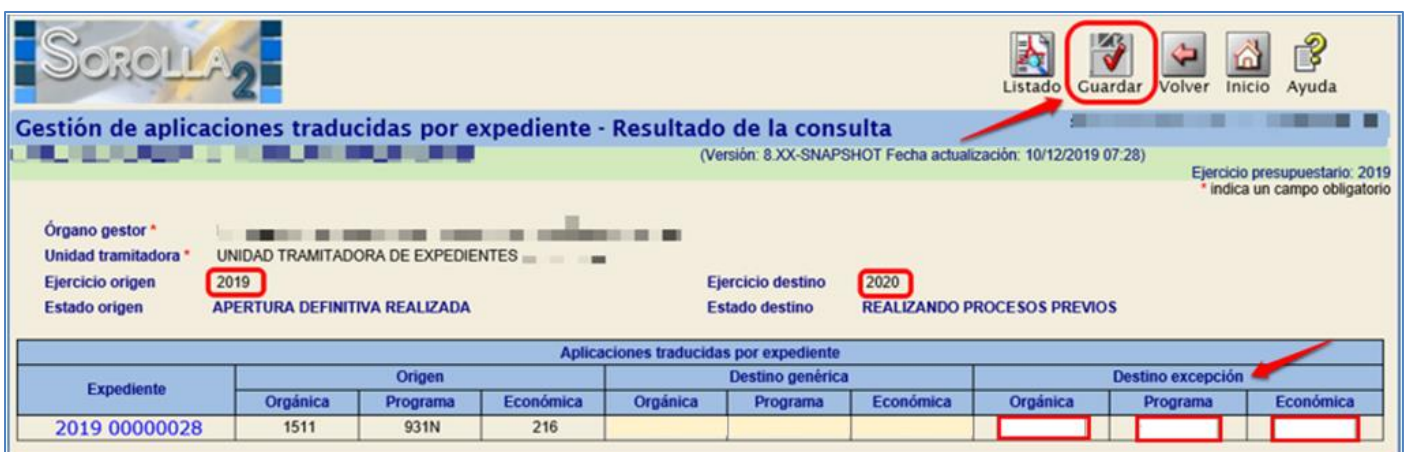 SOROLLA2
Listado Guardar Volver Inicio Ayuda
Gestión de aplicaciones traducidas por expediente - Resultado de la consulta
(Versión: 8.XX-SNAPSHOT Fecha actualización: 10/12/2019 07:28)
Ejercicio presupuestario: 2019
* indica un campo obligatorio
Órgano gestor *
Unidad tramitadora * UNIDAD TRAMITADORA DE EXPEDIENTES
Ejercicio origen 2019 Ejercicio destino 2020
Estado origen APERTURA DEFINITIVA REALIZADA Estado destino REALIZANDO PROCESOS PREVIOS
Aplicaciones traducidas por expediente
Expediente Origen Destino genérica Destino excepción
Orgánica Programa Económica Orgánica Programa Económica Orgánica Programa Económica
2019 00000028 1511 931N 216